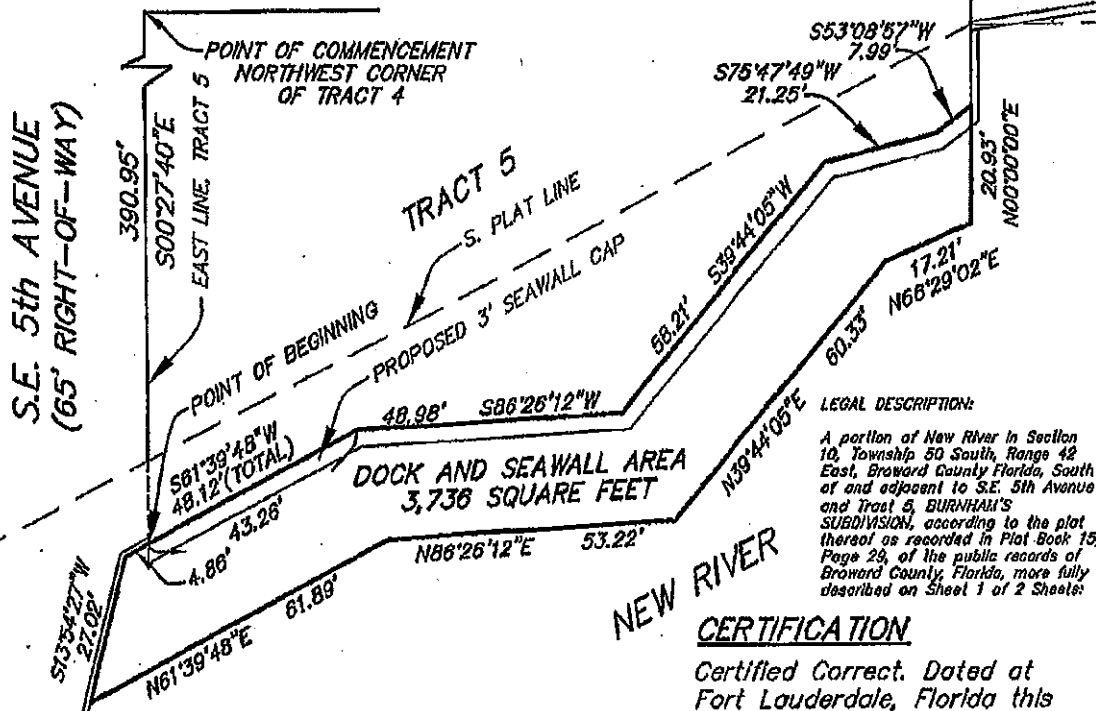 POINT OF COMMENCEMENT
NORTHWEST CORNER
OF TRACT 4
S.E. 5th AVENUE
(65' RIGHT-OF-WAY)
390.95'
S00°27'40"E
EAST LINE, TRACT 5
TRACT 5
S. PLAT LINE
S53°08'57"W
7.99'
S75°47'49"W
21.25'
20.93'
N00°00'00"E
S39°44'05"W
58.21'
17.21'
N66°29'02"E
60.33'
N39°44'05"E
POINT OF BEGINNING
PROPOSED 3' SEAWALL CAP
48.98'
S86°26'12"W
S61°39'48"W
48.12'(TOTAL)
43.26'
4.86'
DOCK AND SEAWALL AREA
3,736 SQUARE FEET
N86°26'12"E
53.22'
61.89'
N61°39'48"E
S13°54'27"W
27.02'
NEW RIVER
LEGAL DESCRIPTION:
A portion of New River in Section
10, Township 50 South, Range 42
East, Broward County Florida, South
of and adjacent to S.E. 5th Avenue
and Tract 5, BURNHAM'S
SUBDIVISION, according to the plat
thereof as recorded in Plat Book 15,
Page 29, of the public records of
Broward County, Florida, more fully
described on Sheet 1 of 2 Sheets:
CERTIFICATION
Certified Correct. Dated at
Fort Lauderdale, Florida this